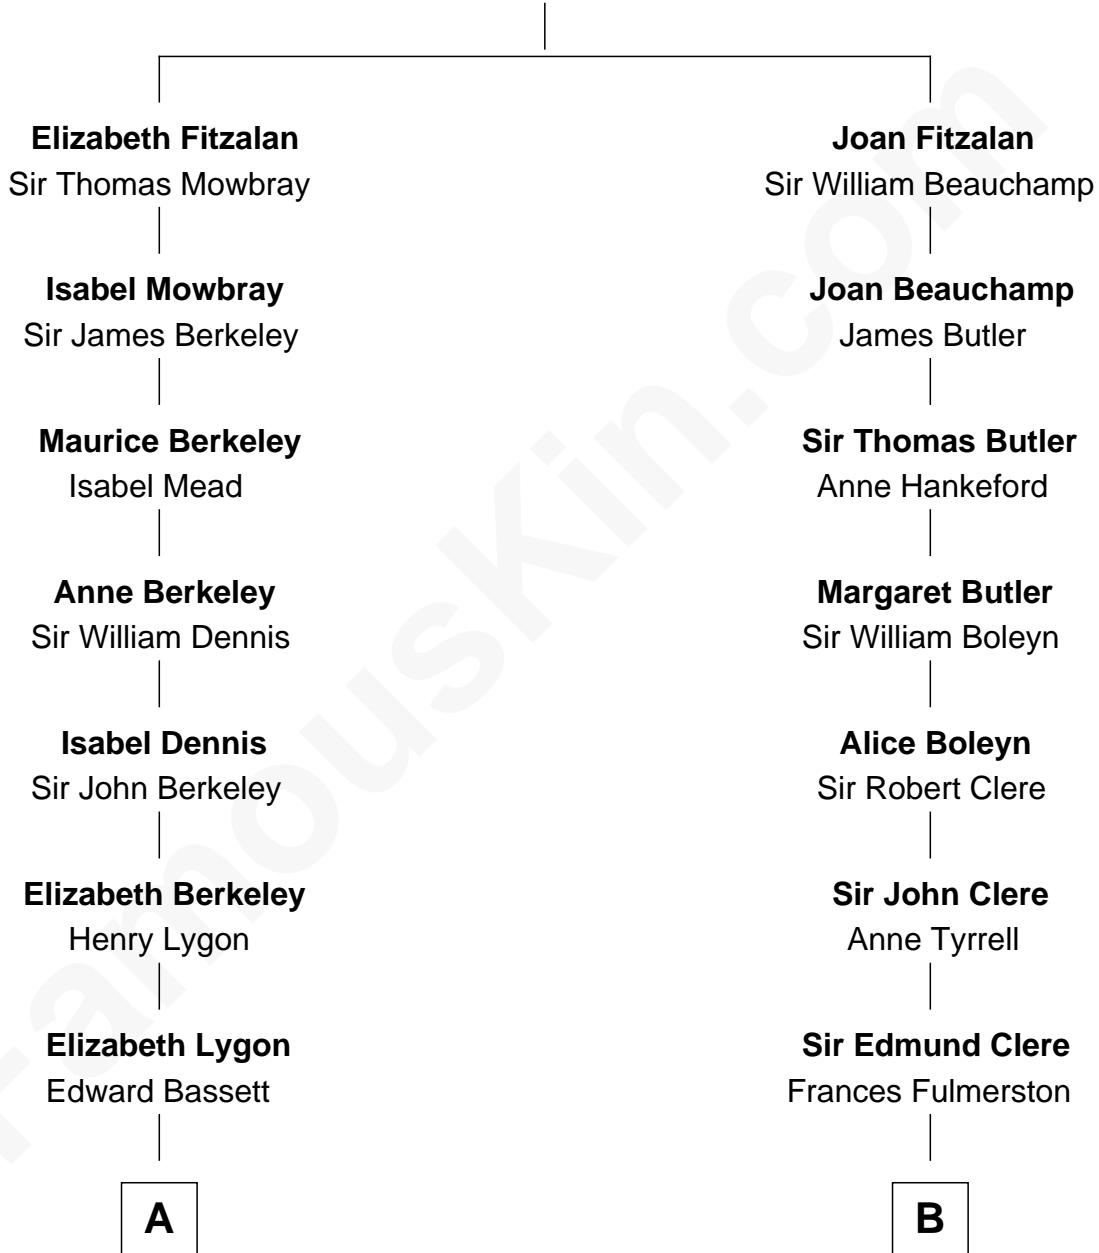 Elizabeth Fitzalan
Sir Thomas Mowbray
Isabel Mowbray
Sir James Berkeley
Maurice Berkeley
Isabel Mead
Anne Berkeley
Sir William Dennis
Isabel Dennis
Sir John Berkeley
Elizabeth Berkeley
Henry Lygon
Elizabeth Lygon
Edward Bassett
A
Joan Fitzalan
Sir William Beauchamp
Joan Beauchamp
James Butler
Sir Thomas Butler
Anne Hankeford
Margaret Butler
Sir William Boleyn
Alice Boleyn
Sir Robert Clere
Sir John Clere
Anne Tyrrell
Sir Edmund Clere
Frances Fulmerston
B
FamousKin.com